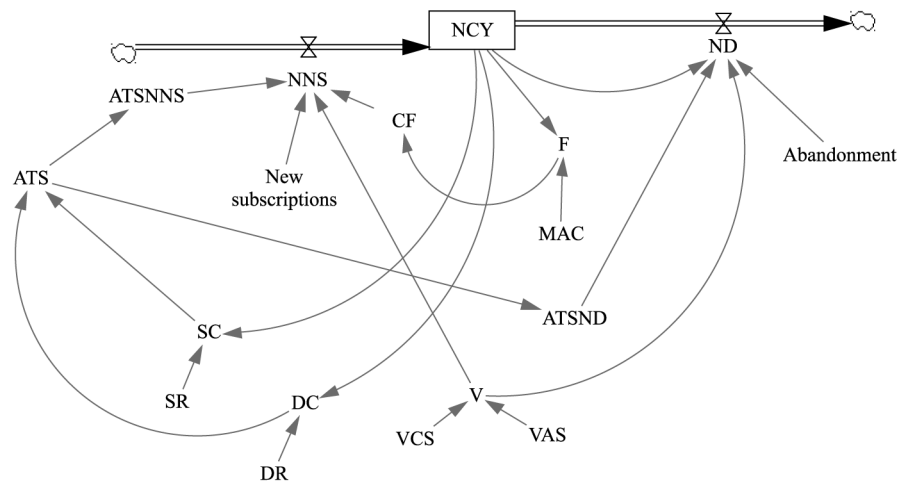 NCY
ND
NNS
ATSNNS
CF
F
Abandonment
ATS
New
subscriptions
MAC
ATSND
SC
SR
DC
V
VCS
VAS
DR